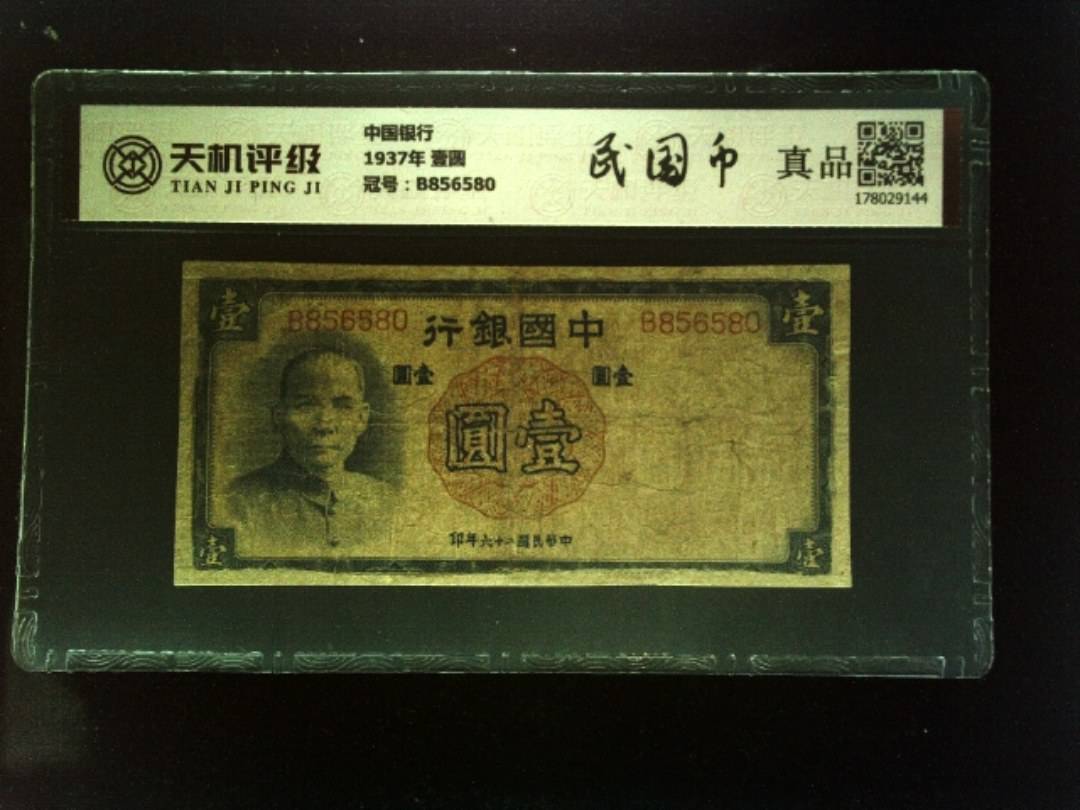 天机评级
TIAN JI PING JI
中国银行
1937年 壹圆
冠号：B856580
民国币
真品
178029144
壹
壹
B856580
行銀國中
B856580
圓壹
圓壹
圓壹
印年六十二國民華中
壹
壹